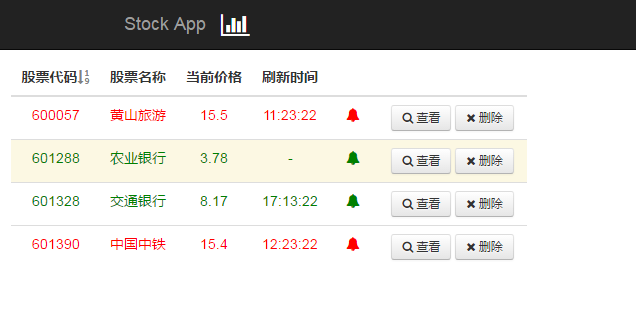 Stock App
股票代码 股票名称 当前价格 刷新时间
600057 黄山旅游 15.5 11:23:22 查看 删除
601288 农业银行 3.78 - 查看 删除
601328 交通银行 8.17 17:13:22 查看 删除
601390 中国中铁 15.4 12:23:22 查看 删除